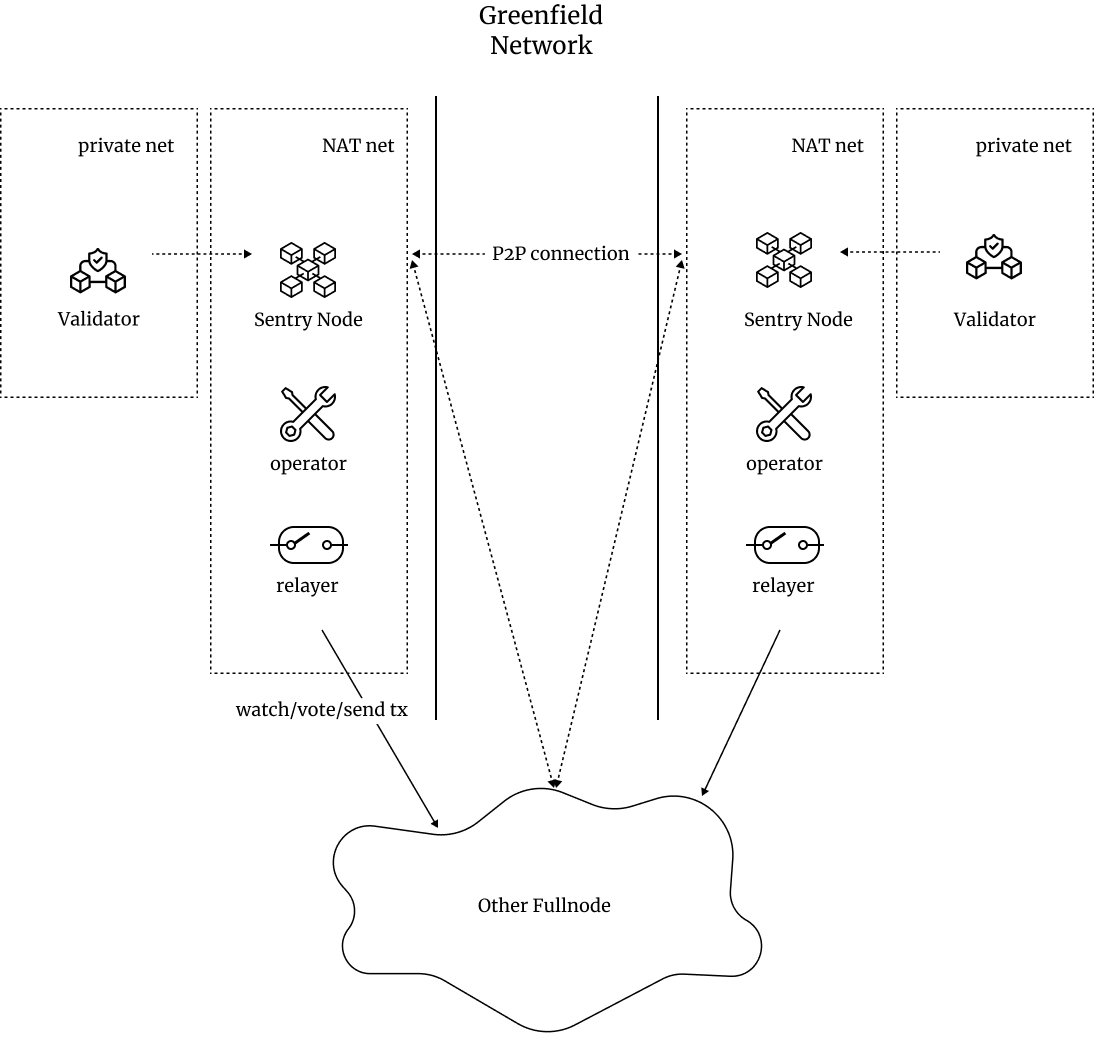 Greenfield
Network
private net
NAT net
NAT net
private net
P2P connection
Validator
Sentry Node
Sentry Node
Validator
operator
operator
relayer
relayer
watch/vote/send tx
Other Fullnode